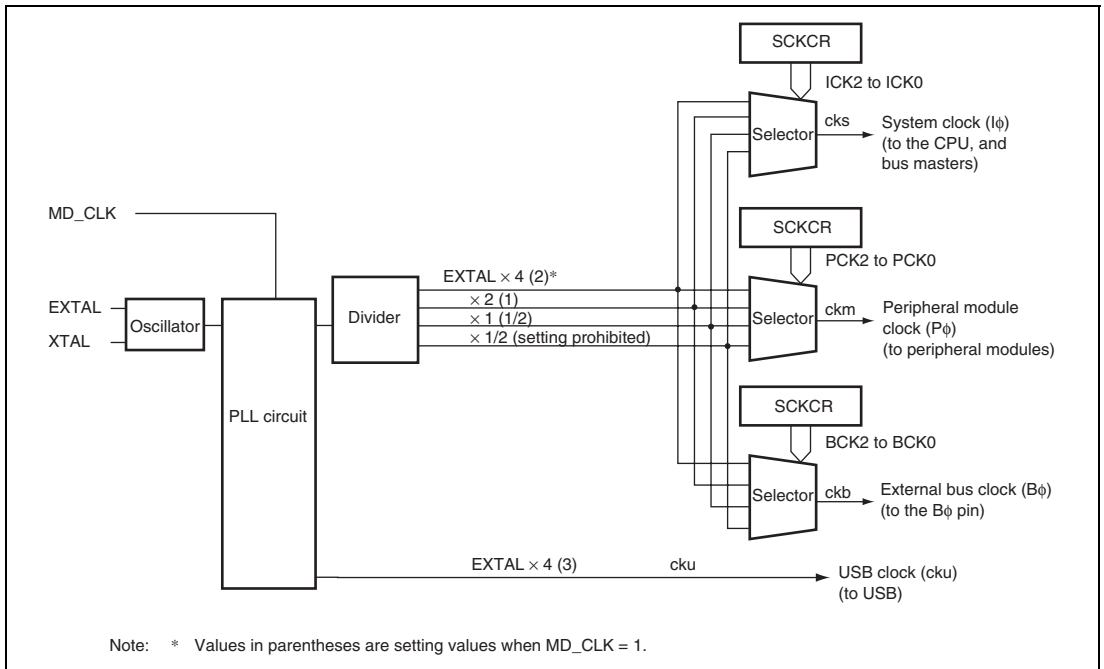 SCKCR
ICK2 to ICK0
Selector
cks
System clock (Iϕ)
(to the CPU, and
bus masters)
MD_CLK
SCKCR
PCK2 to PCK0
EXTAL × 4 (2)*
× 2 (1)
× 1 (1/2)
× 1/2 (setting prohibited)
EXTAL
XTAL
Oscillator
Divider
Selector
ckm
Peripheral module
clock (Pϕ)
(to peripheral modules)
PLL circuit
SCKCR
BCK2 to BCK0
Selector
ckb
External bus clock (Bϕ)
(to the Bϕ pin)
EXTAL × 4 (3)
cku
USB clock (cku)
(to USB)
Note: * Values in parentheses are setting values when MD_CLK = 1.